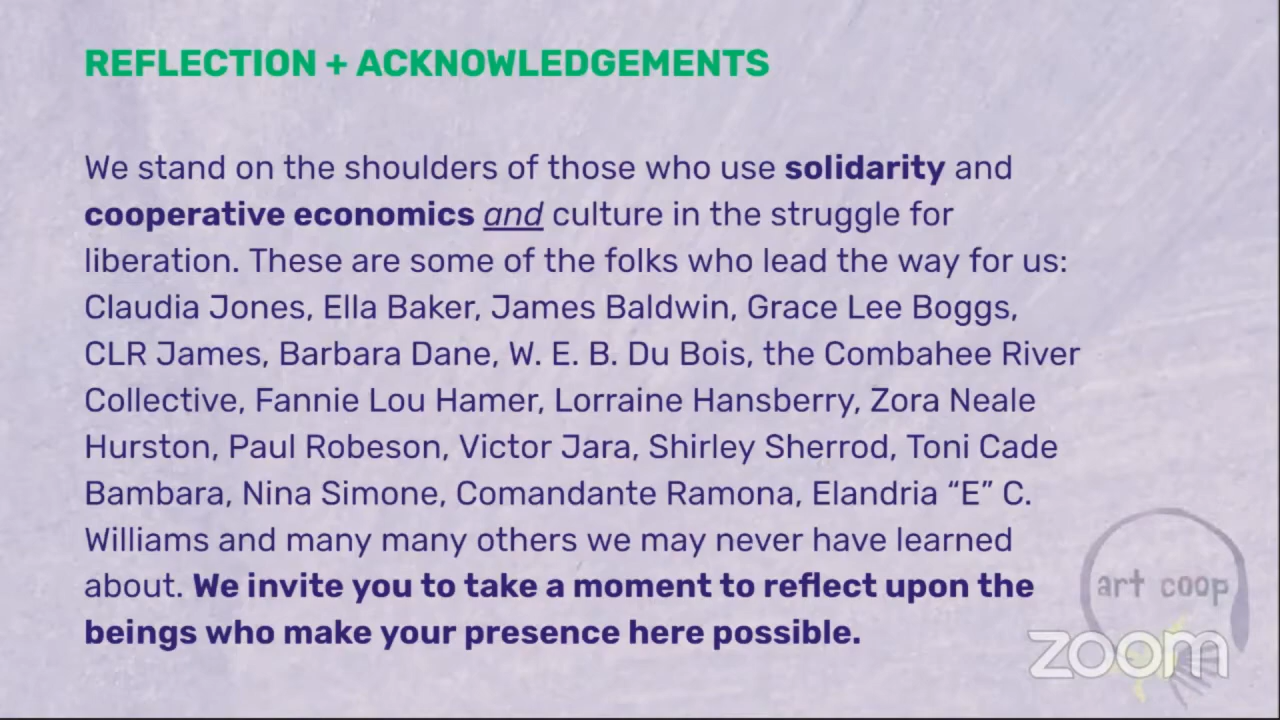 REFLECTION + ACKNOWLEDGEMENTS
We stand on the shoulders of those who use solidarity and
cooperative economics and culture in the struggle for
liberation. These are some of the folks who lead the way for us:
Claudia Jones, Ella Baker, James Baldwin, Grace Lee Boggs,
CLR James, Barbara Dane, W. E. B. Du Bois, the Combahee River
Collective, Fannie Lou Hamer, Lorraine Hansberry, Zora Neale
Hurston, Paul Robeson, Victor Jara, Shirley Sherrod, Toni Cade
Bambara, Nina Simone, Comandante Ramona, Elandria “E” C.
Williams and many many others we may never have learned
about. We invite you to take a moment to reflect upon the
beings who make your presence here possible.
art coop
zoom